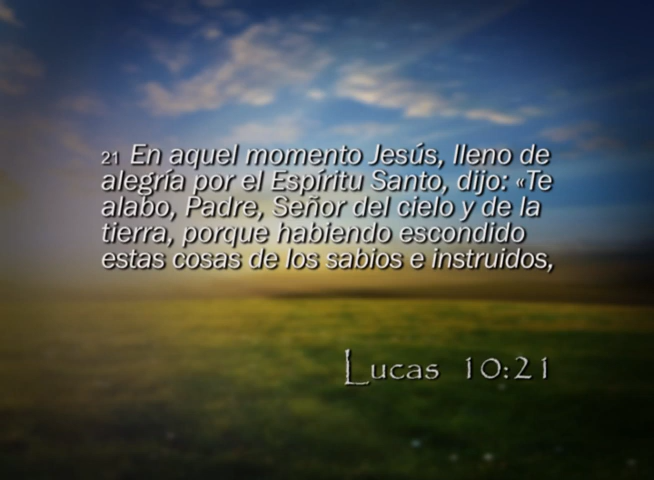 21 En aquel momento Jesús, lleno de
alegría por el Espíritu Santo, dijo: «Te
alabo, Padre, Señor del cielo y de la
tierra, porque habiendo escondido
estas cosas de los sabios e instruidos,
Lucas 10:21